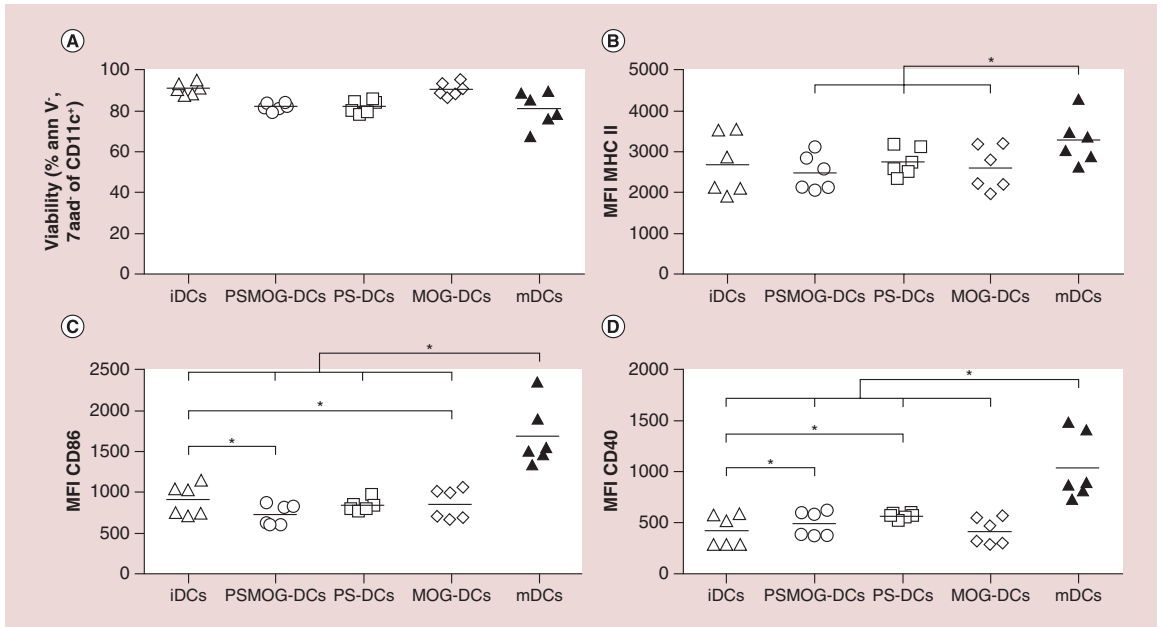 A
Viability (% ann V-,
7aad- of CD11c+)
100
80
60
40
20
0
iDCs PSMOG-DCs PS-DCs MOG-DCs mDCs
B
MFI MHC II
5000
4000
3000
2000
1000
0
*
iDCs PSMOG-DCs PS-DCs MOG-DCs mDCs
C
MFI CD86
2500
2000
1500
1000
500
0
*
*
*
iDCs PSMOG-DCs PS-DCs MOG-DCs mDCs
D
MFI CD40
2000
1500
1000
500
0
*
*
*
iDCs PSMOG-DCs PS-DCs MOG-DCs mDCs